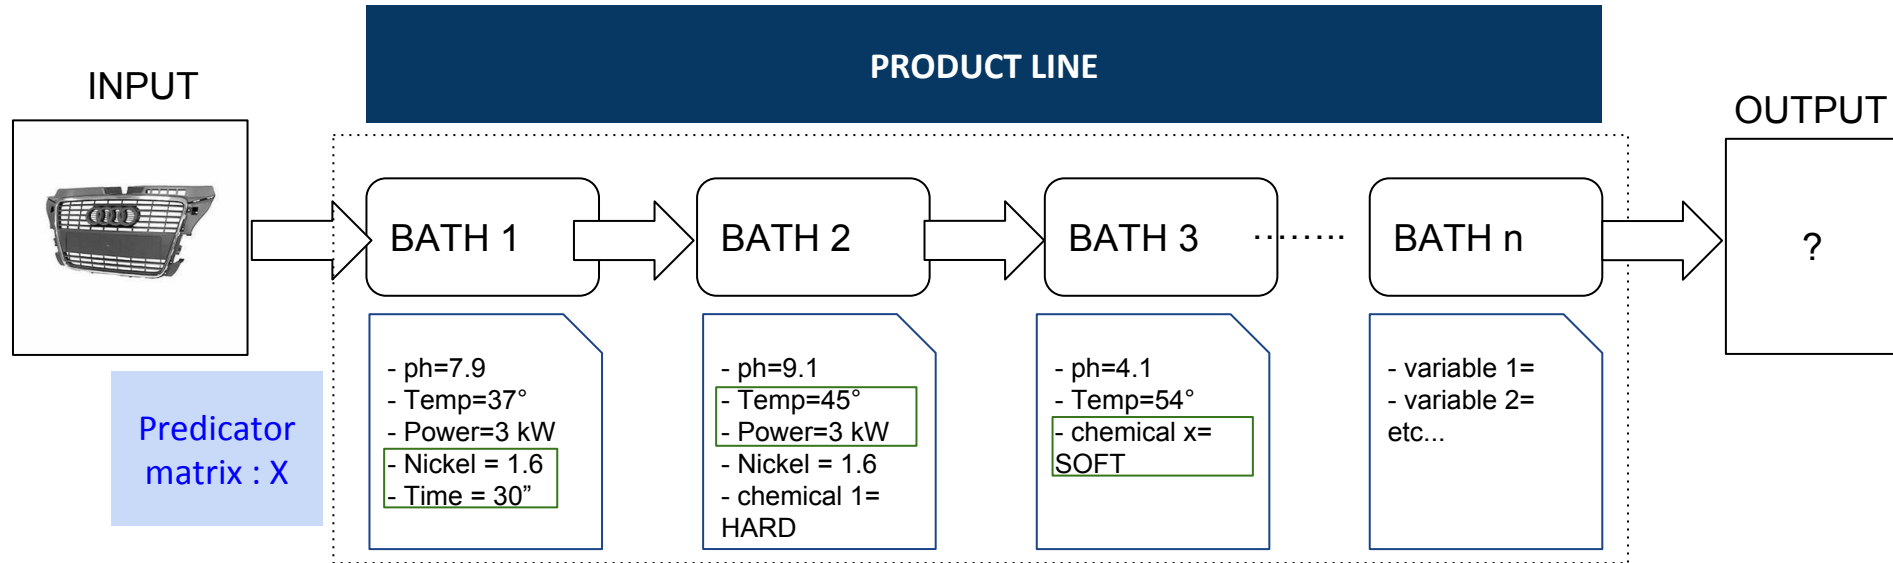 PRODUCT LINE
INPUT
OUTPUT
BATH 1
BATH 2
BATH 3
........
BATH n
?
Predicator
matrix : X
- ph=7.9
- Temp=37°
- Power=3 kW
- Nickel = 1.6
- Time = 30”
- ph=9.1
- Temp=45°
- Power=3 kW
- Nickel = 1.6
- chemical 1=
HARD
- ph=4.1
- Temp=54°
- chemical x=
SOFT
- variable 1=
- variable 2=
etc...